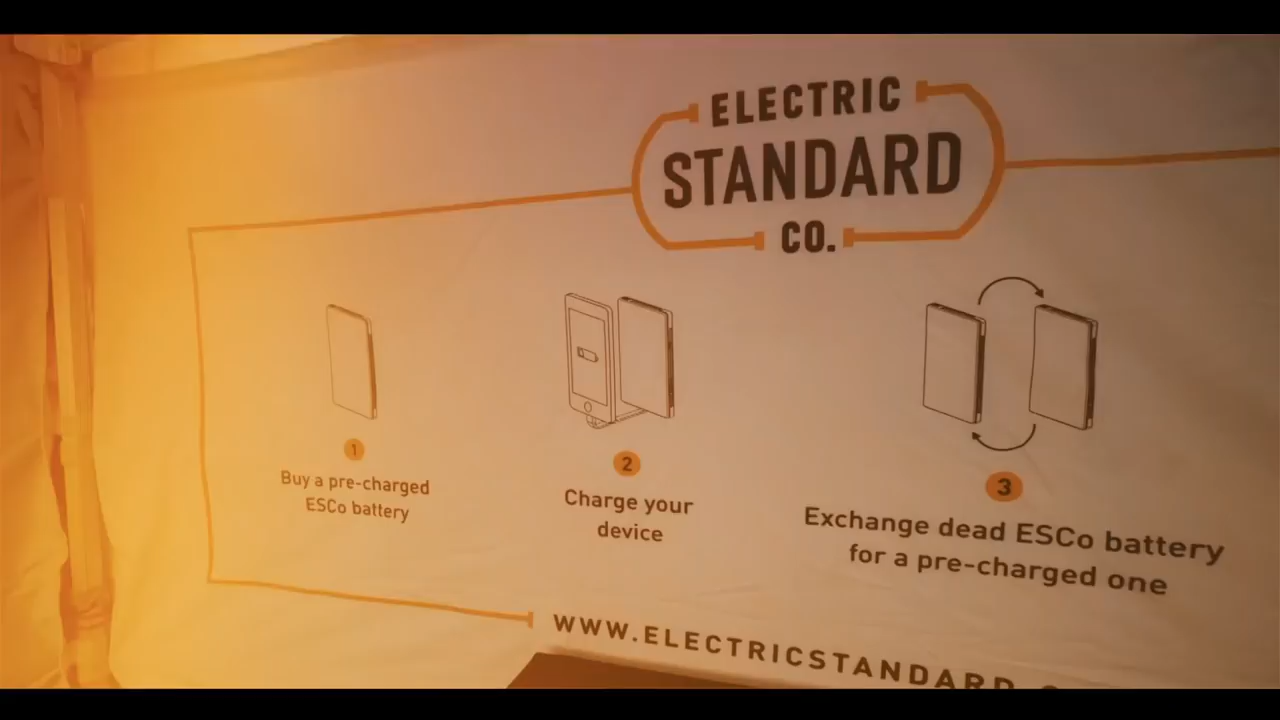 ELECTRIC
STANDARD
CO.
1
Buy a pre-charged
ESCo battery
2
Charge your
device
3
Exchange dead ESCo battery
for a pre-charged one
WWW.ELECTRICSTANDARD.